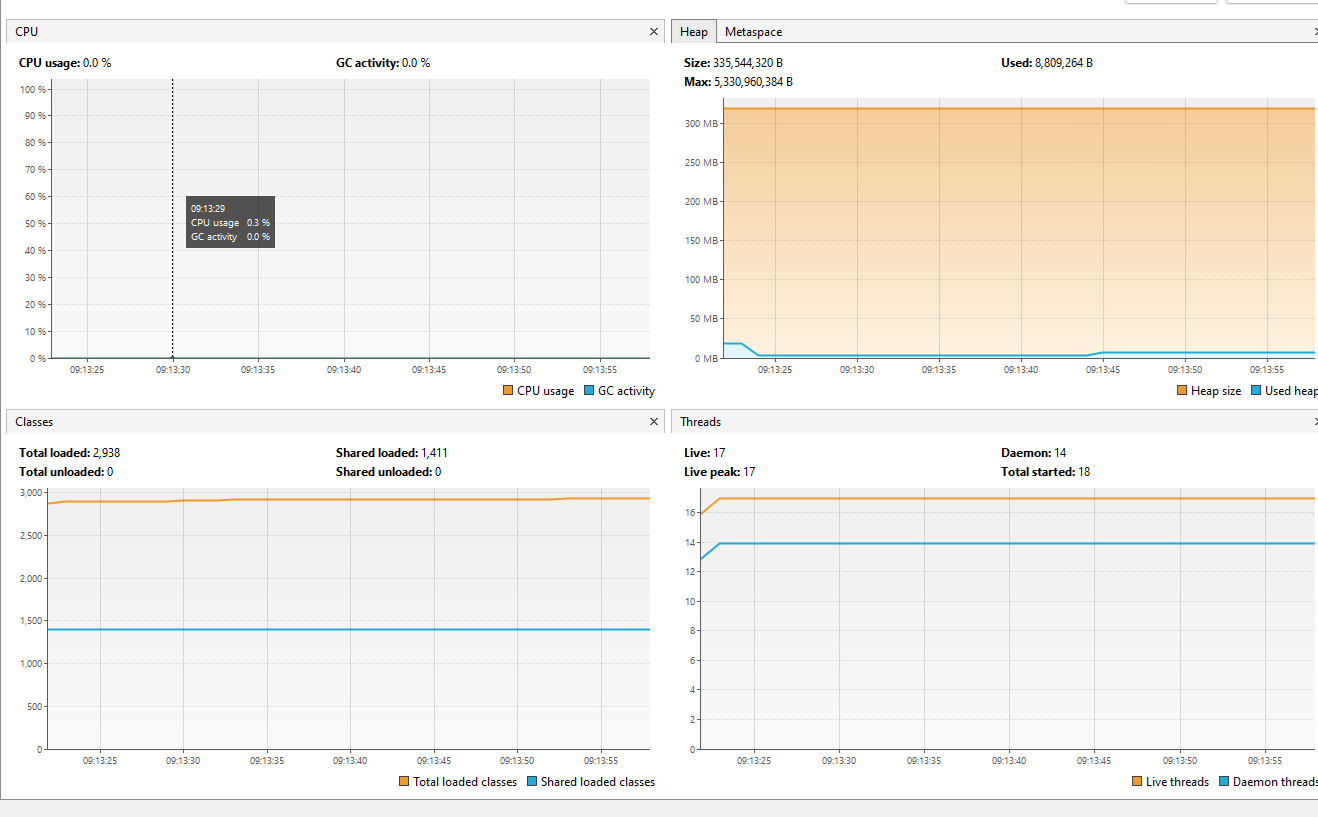 CPU
CPU usage: 0.0 % GC activity: 0.0 %
100 %
90 %
80 %
70 %
60 %
50 %
40 %
30 %
20 %
10 %
0 %
09:13:29
CPU usage 0.3 %
GC activity 0.0 %
09:13:25 09:13:30 09:13:35 09:13:40 09:13:45 09:13:50 09:13:55
CPU usage GC activity
Heap Metaspace
Size: 335,544,320 B Used: 8,809,264 B
Max: 5,330,960,384 B
300 MB
250 MB
200 MB
150 MB
100 MB
50 MB
0 MB
09:13:25 09:13:30 09:13:35 09:13:40 09:13:45 09:13:50 09:13:55
Heap size Used heap
Classes
Total loaded: 2,938 Shared loaded: 1,411
Total unloaded: 0 Shared unloaded: 0
3,000
2,500
2,000
1,500
1,000
500
0
09:13:25 09:13:30 09:13:35 09:13:40 09:13:45 09:13:50 09:13:55
Total loaded classes Shared loaded classes
Threads
Live: 17 Daemon: 14
Live peak: 17 Total started: 18
16
14
12
10
8
6
4
2
0
09:13:25 09:13:30 09:13:35 09:13:40 09:13:45 09:13:50 09:13:55
Live threads Daemon threads